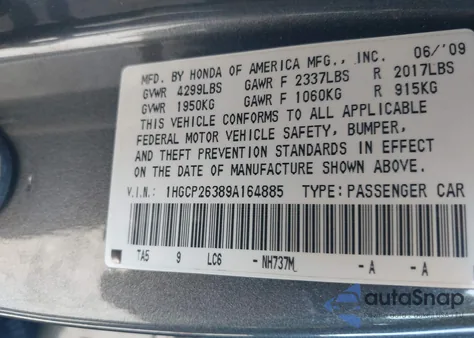 MFD. BY HONDA OF AMERICA MFG., INC. 06/'09
GVWR 4299LBS GAWR F 2337LBS R 2017LBS
GVWR 1950KG GAWR F 1060KG R 915KG
THIS VEHICLE CONFORMS TO ALL APPLICABLE
FEDERAL MOTOR VEHICLE SAFETY, BUMPER,
AND THEFT PREVENTION STANDARDS IN EFFECT
ON THE DATE OF MANUFACTURE SHOWN ABOVE.
V.I.N.: 1HGCP26389A164885 TYPE: PASSENGER CAR
TA5 9 LC6 - NH737M - A - A
autoSnap